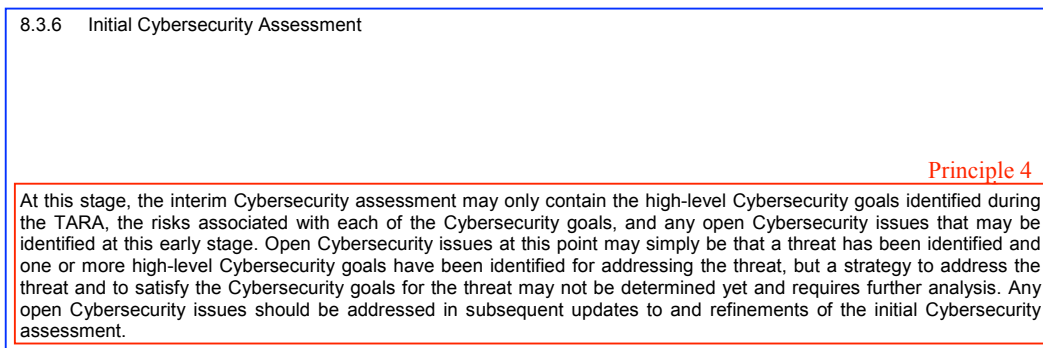 8.3.6 Initial Cybersecurity Assessment
Principle 4
At this stage, the interim Cybersecurity assessment may only contain the high-level Cybersecurity goals identified during
the TARA, the risks associated with each of the Cybersecurity goals, and any open Cybersecurity issues that may be
identified at this early stage. Open Cybersecurity issues at this point may simply be that a threat has been identified and
one or more high-level Cybersecurity goals have been identified for addressing the threat, but a strategy to address the
threat and to satisfy the Cybersecurity goals for the threat may not be determined yet and requires further analysis. Any
open Cybersecurity issues should be addressed in subsequent updates to and refinements of the initial Cybersecurity
assessment.